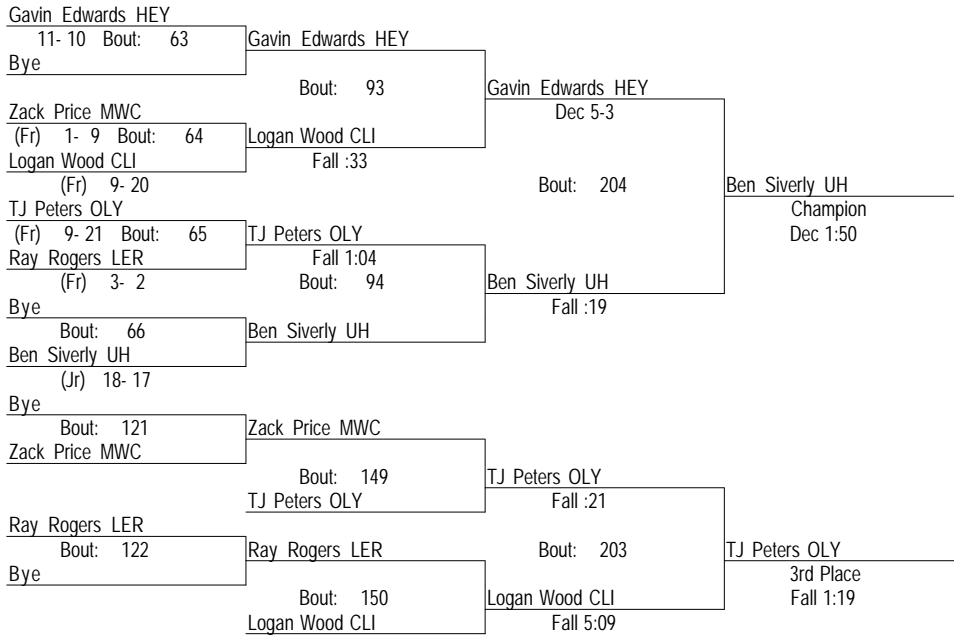 Gavin Edwards HEY
11- 10 Bout: 63 Gavin Edwards HEY
Bye
Bout: 93 Gavin Edwards HEY
Zack Price MWC Dec 5-3
(Fr) 1- 9 Bout: 64 Logan Wood CLI
Logan Wood CLI Fall :33
(Fr) 9- 20 Bout: 204 Ben Siverly UH
TJ Peters OLY Champion
(Fr) 9- 21 Bout: 65 TJ Peters OLY Dec 1:50
Ray Rogers LER Fall 1:04
(Fr) 3- 2 Bout: 94 Ben Siverly UH
Bye Fall :19
Bout: 66 Ben Siverly UH
Ben Siverly UH
(Jr) 18- 17
Bye
Bout: 121 Zack Price MWC
Zack Price MWC
Bout: 149 TJ Peters OLY
TJ Peters OLY Fall :21
Ray Rogers LER
Bout: 122 Ray Rogers LER Bout: 203 TJ Peters OLY
Bye 3rd Place
Bout: 150 Logan Wood CLI Fall 1:19
Logan Wood CLI Fall 5:09